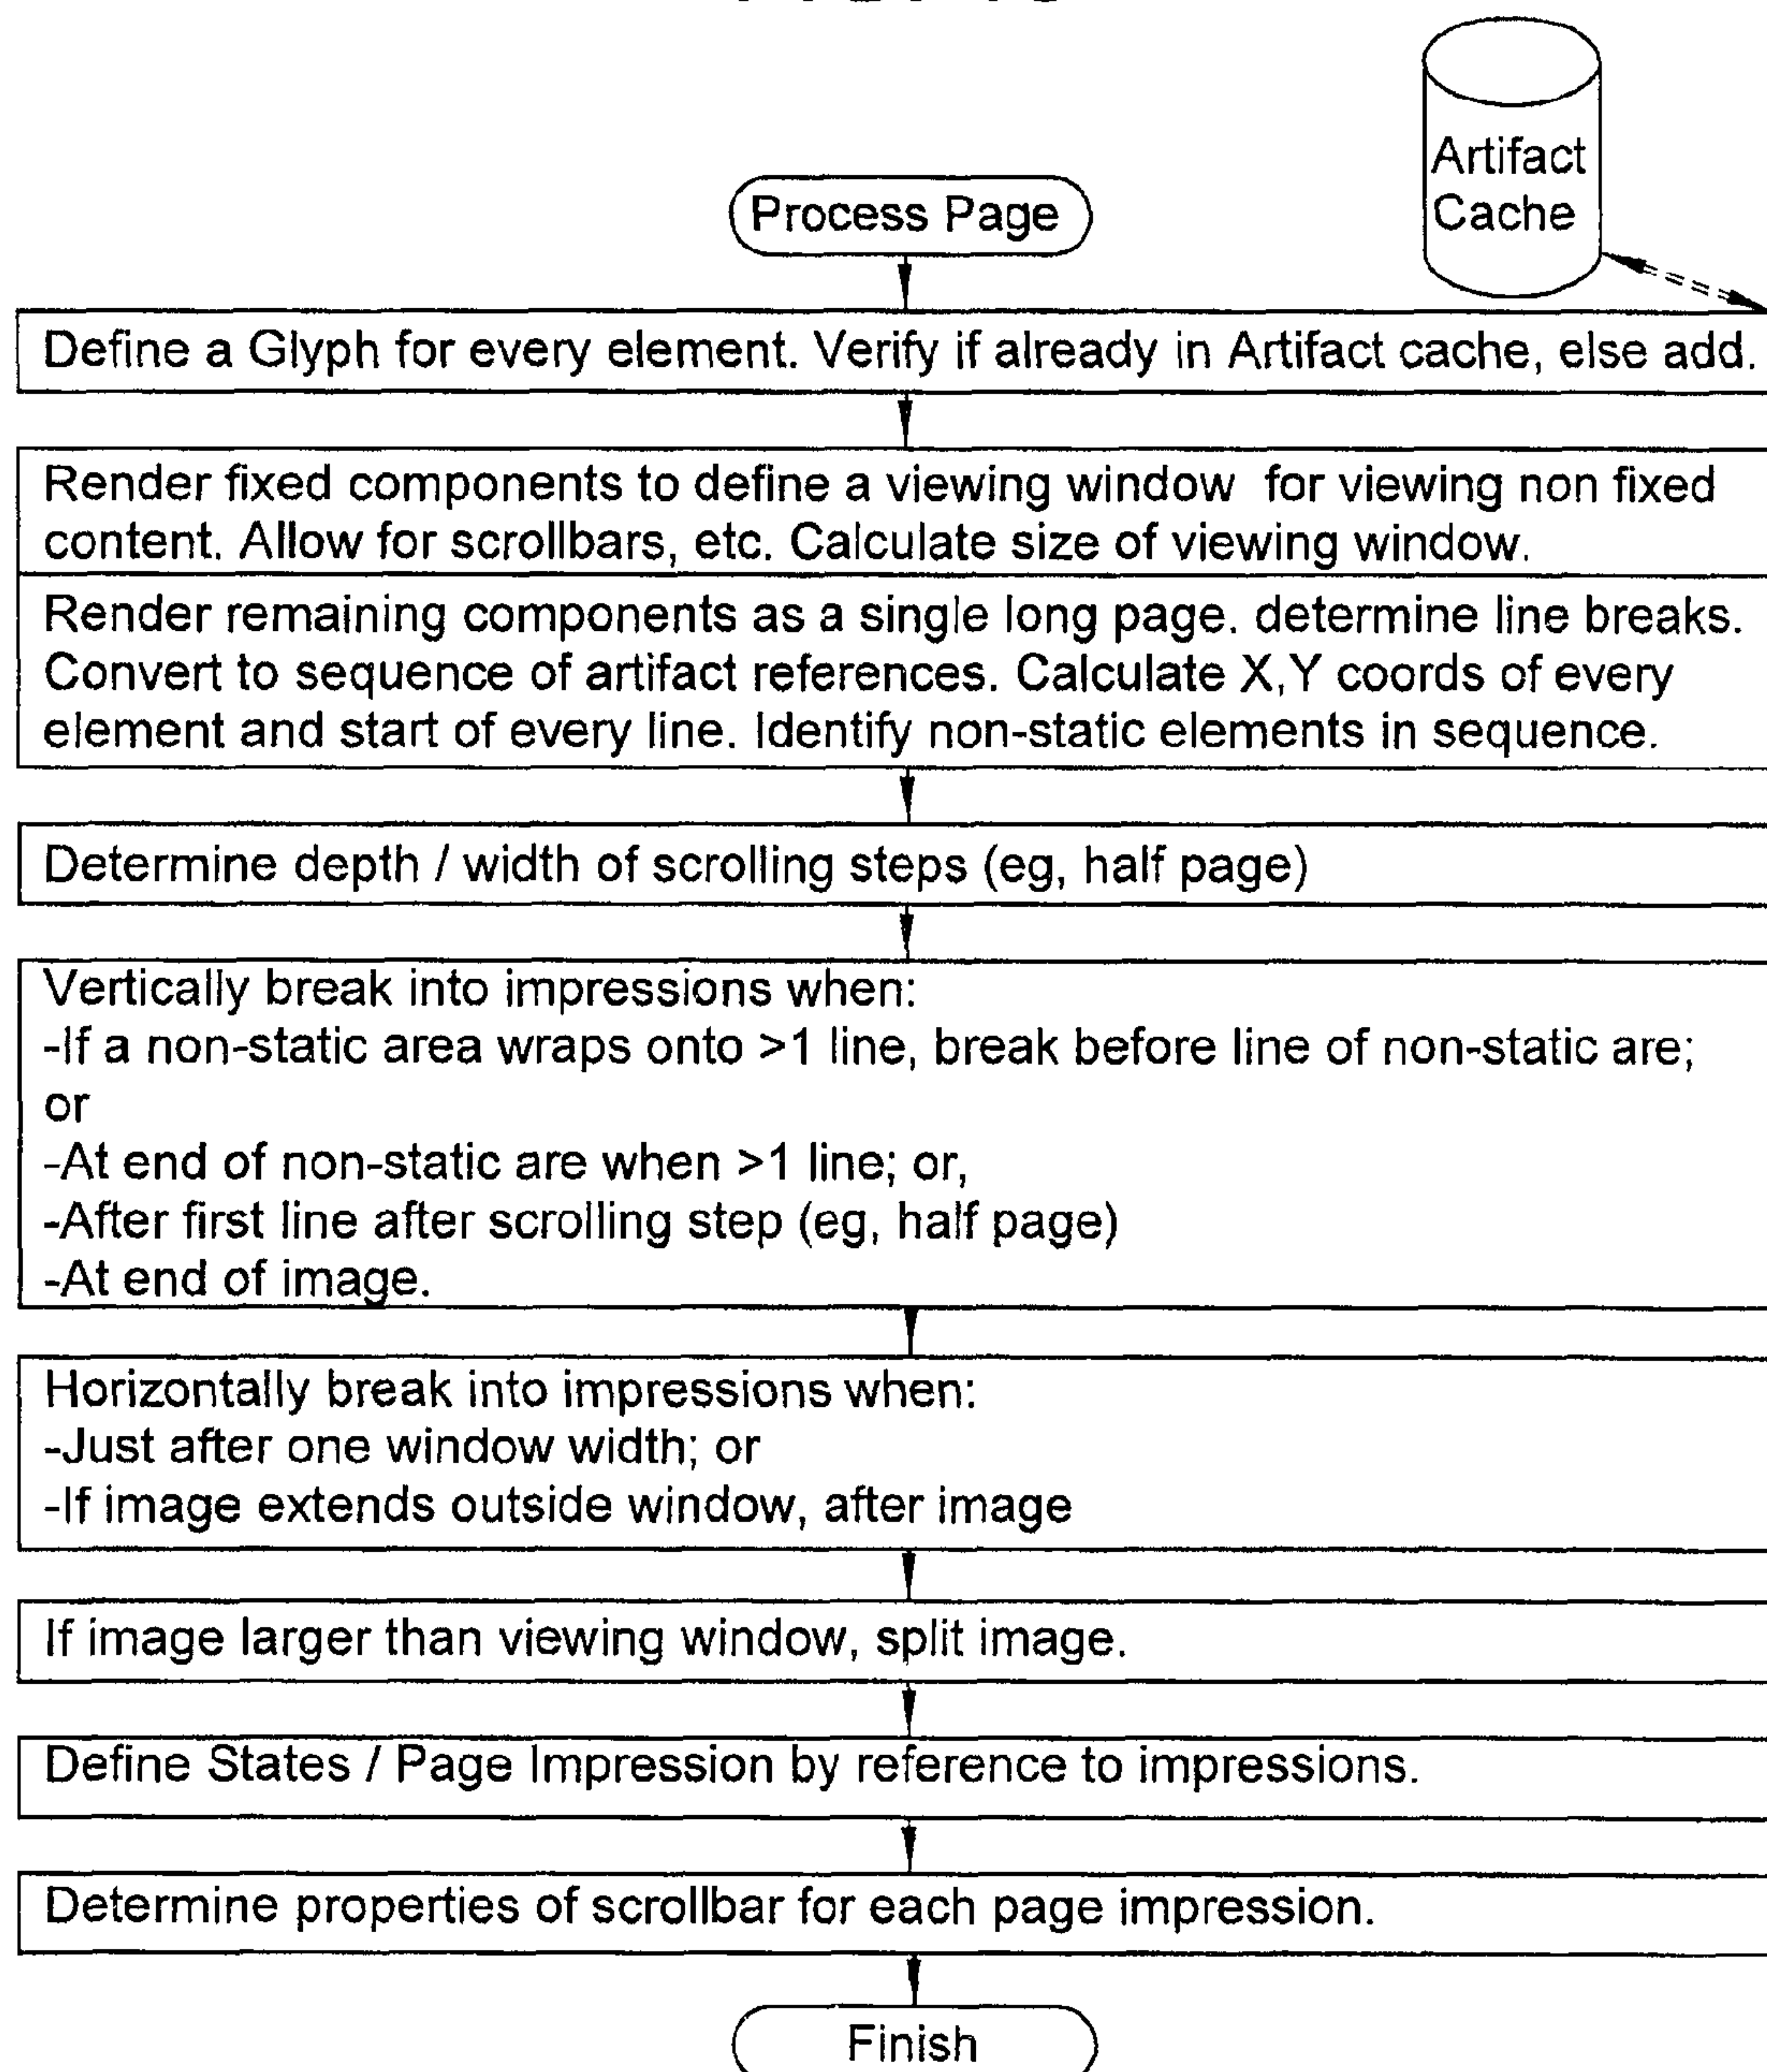 Artifact
Cache
Process Page
Define a Glyph for every element. Verify if already in Artifact cache, else add.
Render fixed components to define a viewing window for viewing non fixed
content. Allow for scrollbars, etc. Calculate size of viewing window.
Render remaining components as a single long page. determine line breaks.
Convert to sequence of artifact references. Calculate X,Y coords of every
element and start of every line. Identify non-static elements in sequence.
Determine depth / width of scrolling steps (eg, half page)
Vertically break into impressions when:
-If a non-static area wraps onto >1 line, break before line of non-static are;
or
-At end of non-static are when >1 line; or,
-After first line after scrolling step (eg, half page)
-At end of image.
Horizontally break into impressions when:
-Just after one window width; or
-If image extends outside window, after image
If image larger than viewing window, split image.
Define States / Page Impression by reference to impressions.
Determine properties of scrollbar for each page impression.
Finish